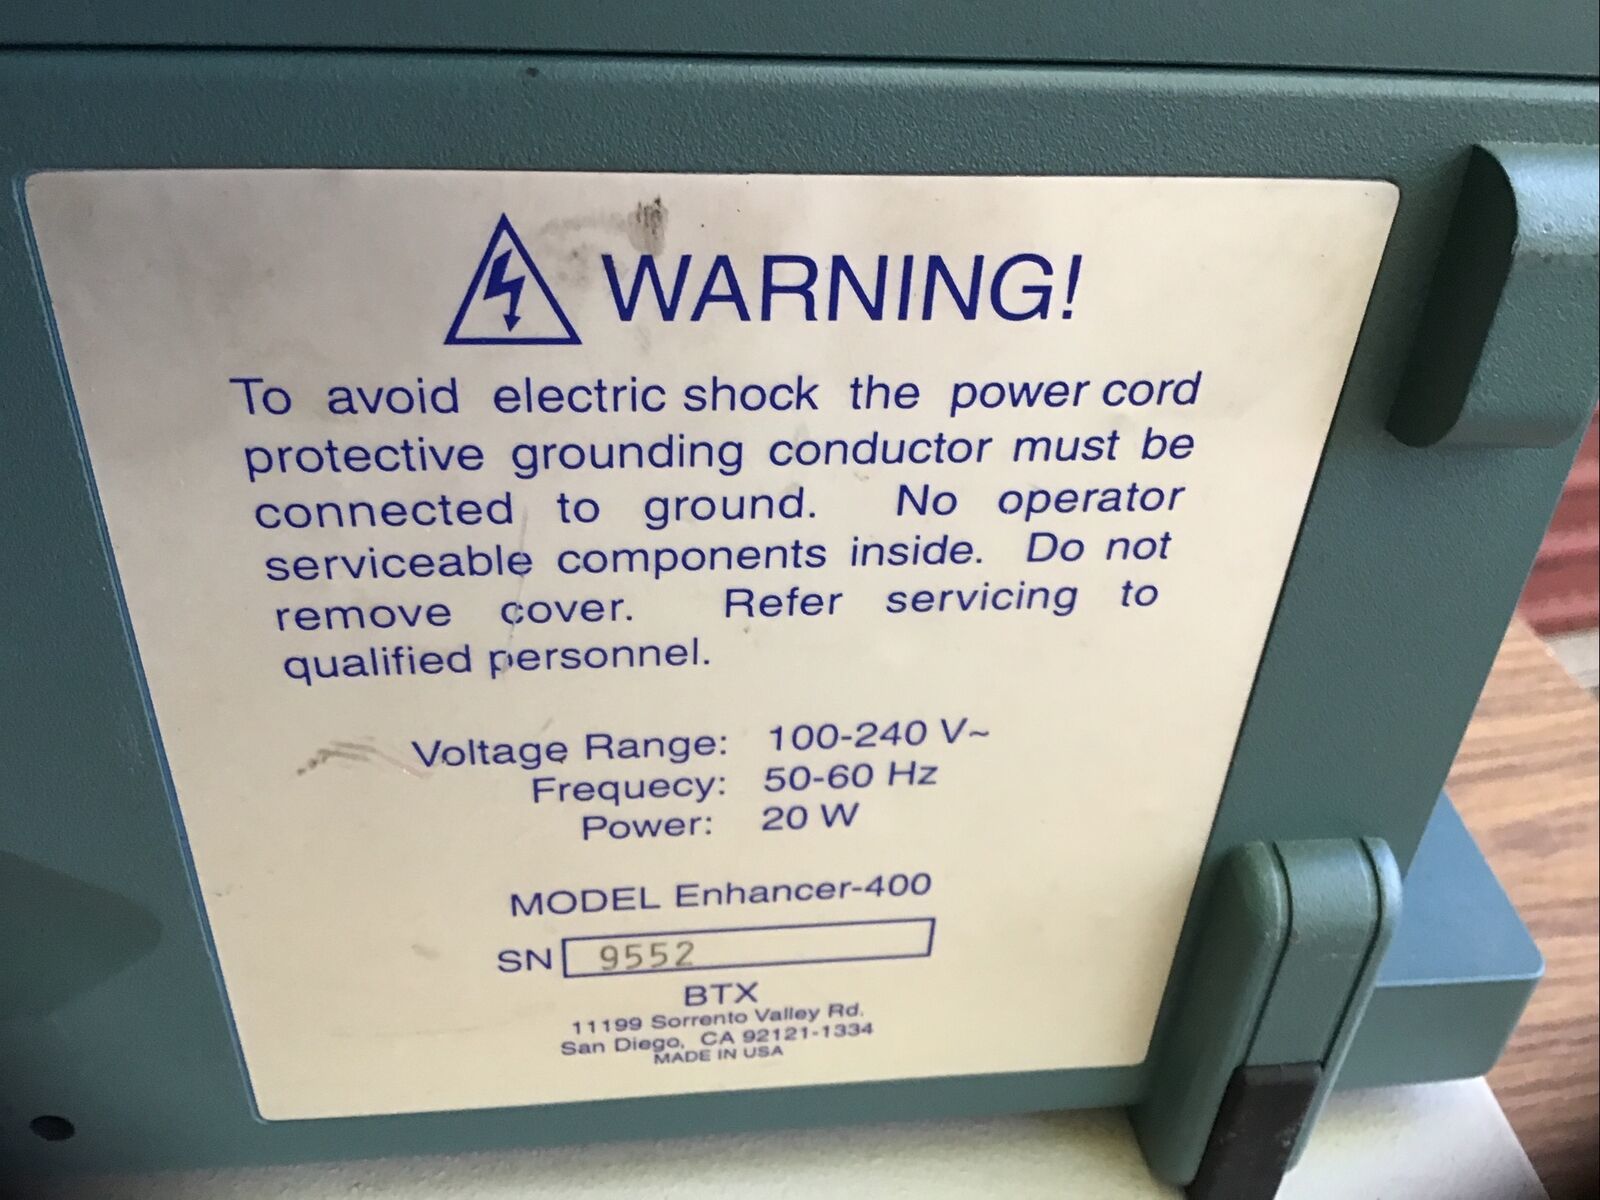 WARNING!
To avoid electric shock the power cord
protective grounding conductor must be
connected to ground. No operator
serviceable components inside. Do not
remove cover. Refer servicing to
qualified personnel.
Voltage Range: 100-240 V~
Frequecy: 50-60 Hz
Power: 20 W
MODEL Enhancer-400
SN 9552
BTX
11199 Sorrento Valley Rd.
San Diego, CA 92121-1334
MADE IN USA